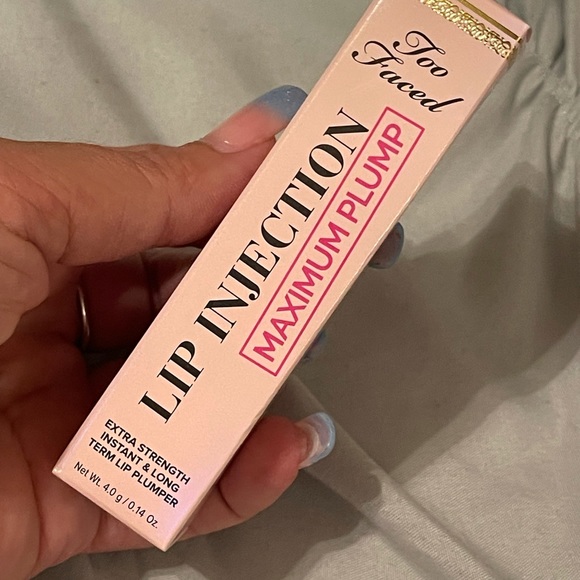 Too
Faced
LIP INJECTION
MAXIMUM PLUMP
EXTRA STRENGTH
INSTANT & LONG
TERM LIP PLUMPER
Net Wt. 4.0 g / 0.14 Oz.